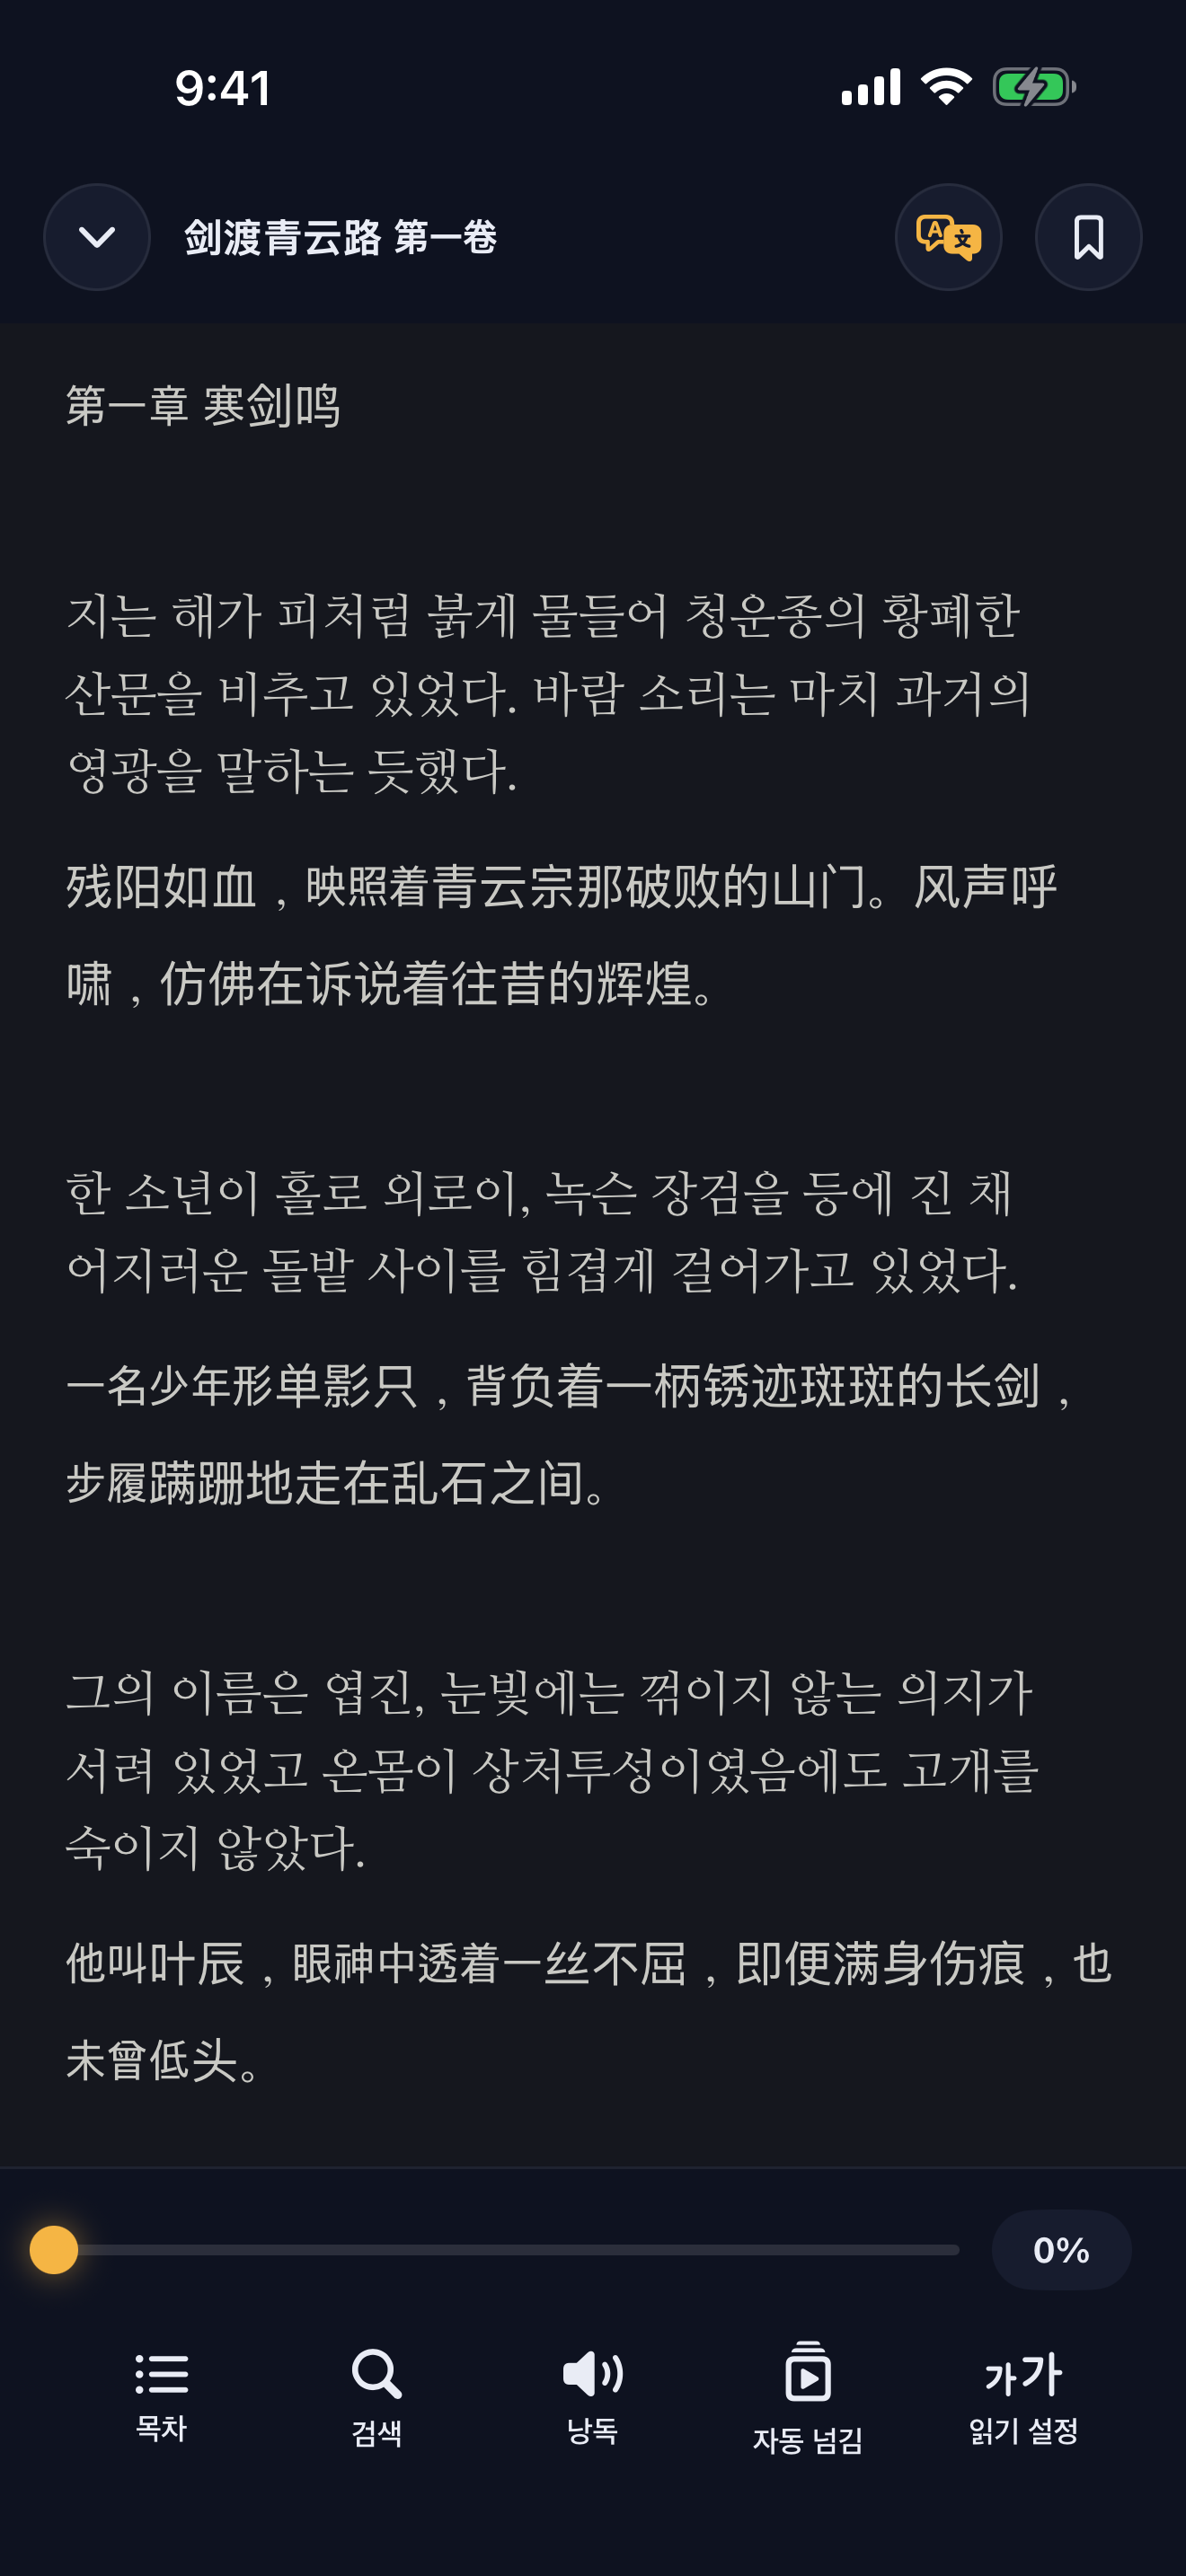 9:41
剑渡青云路 第一卷
第一章 寒剑鸣
지는 해가 피처럼 붉게 물들어 청운종의 황폐한
산문을 비추고 있었다. 바람 소리는 마치 과거의
영광을 말하는 듯했다.
残阳如血，映照着青云宗那破败的山门。风声呼
啸，仿佛在诉说着往昔的辉煌。
한 소년이 홀로 외로이, 녹슨 장검을 등에 진 채
어지러운 돌밭 사이를 힘겹게 걸어가고 있었다.
一名少年形单影只，背负着一柄锈迹斑斑的长剑，
步履蹒跚地走在乱石之间。
그의 이름은 엽진, 눈빛에는 꺾이지 않는 의지가
서려 있었고 온몸이 상처투성이였음에도 고개를
숙이지 않았다.
他叫叶辰，眼神中透着一丝不屈，即便满身伤痕，也
未曾低头。
0%
목차 검색 낭독 자동 넘김 가가 읽기 설정